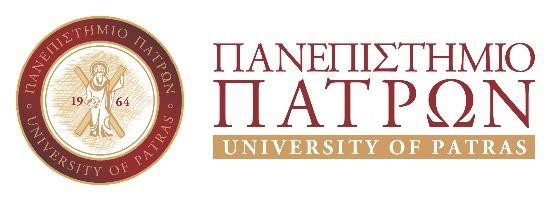 ΠΑΝΕΠΙΣΤΗΜΙΟ ΠΑΤΡΩΝ
19 64
UNIVERSITY OF PATRAS
ΠΑΝΕΠΙΣΤΗΜΙΟ
ΠΑΤΡΩΝ
UNIVERSITY OF PATRAS